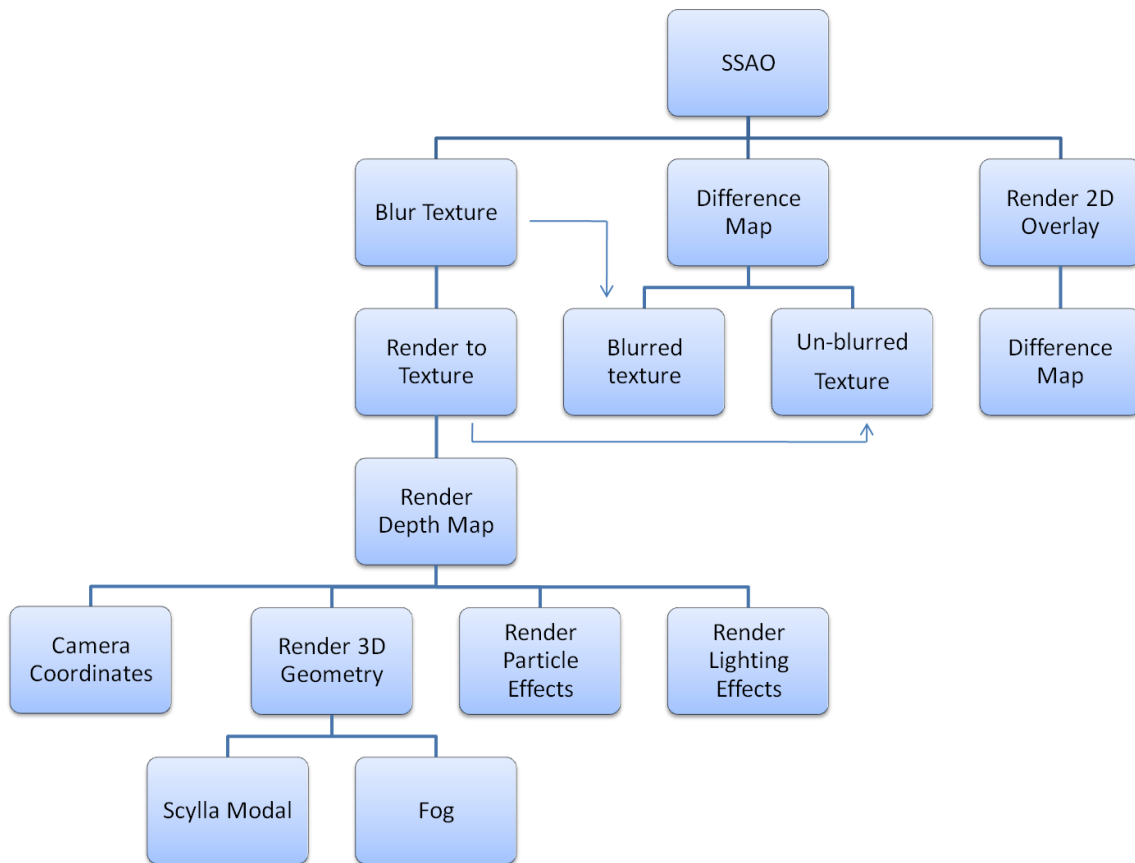 SSAO
Blur Texture
Difference
Map
Render 2D
Overlay
Render to
Texture
Blurred
texture
Un-blurred
Texture
Difference
Map
Render
Depth Map
Camera
Coordinates
Render 3D
Geometry
Render
Particle
Effects
Render
Lighting
Effects
Scylla Modal
Fog